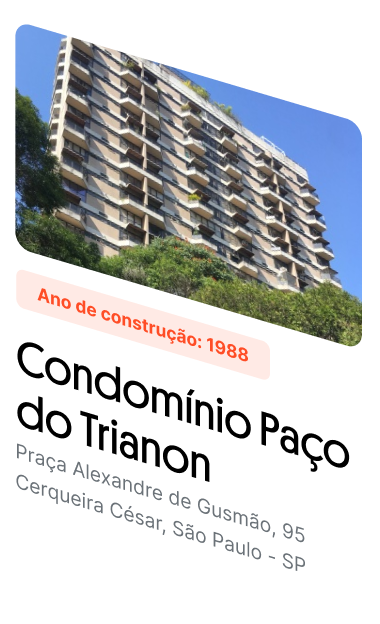 Ano de construção: 1988
Condomínio Paço
do Trianon
Praça Alexandre de Gusmão, 95
Cerqueira César, São Paulo - SP